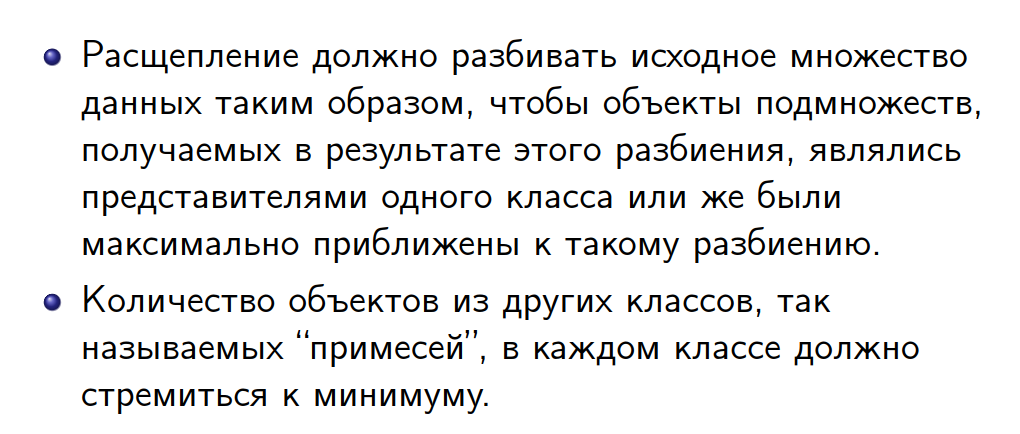 Расщепление должно разбивать исходное множество
данных таким образом, чтобы объекты подмножеств,
получаемых в результате этого разбиения, являлись
представителями одного класса или же были
максимально приближены к такому разбиению.
Количество объектов из других классов, так
называемых “примесей”, в каждом классе должно
стремиться к минимуму.